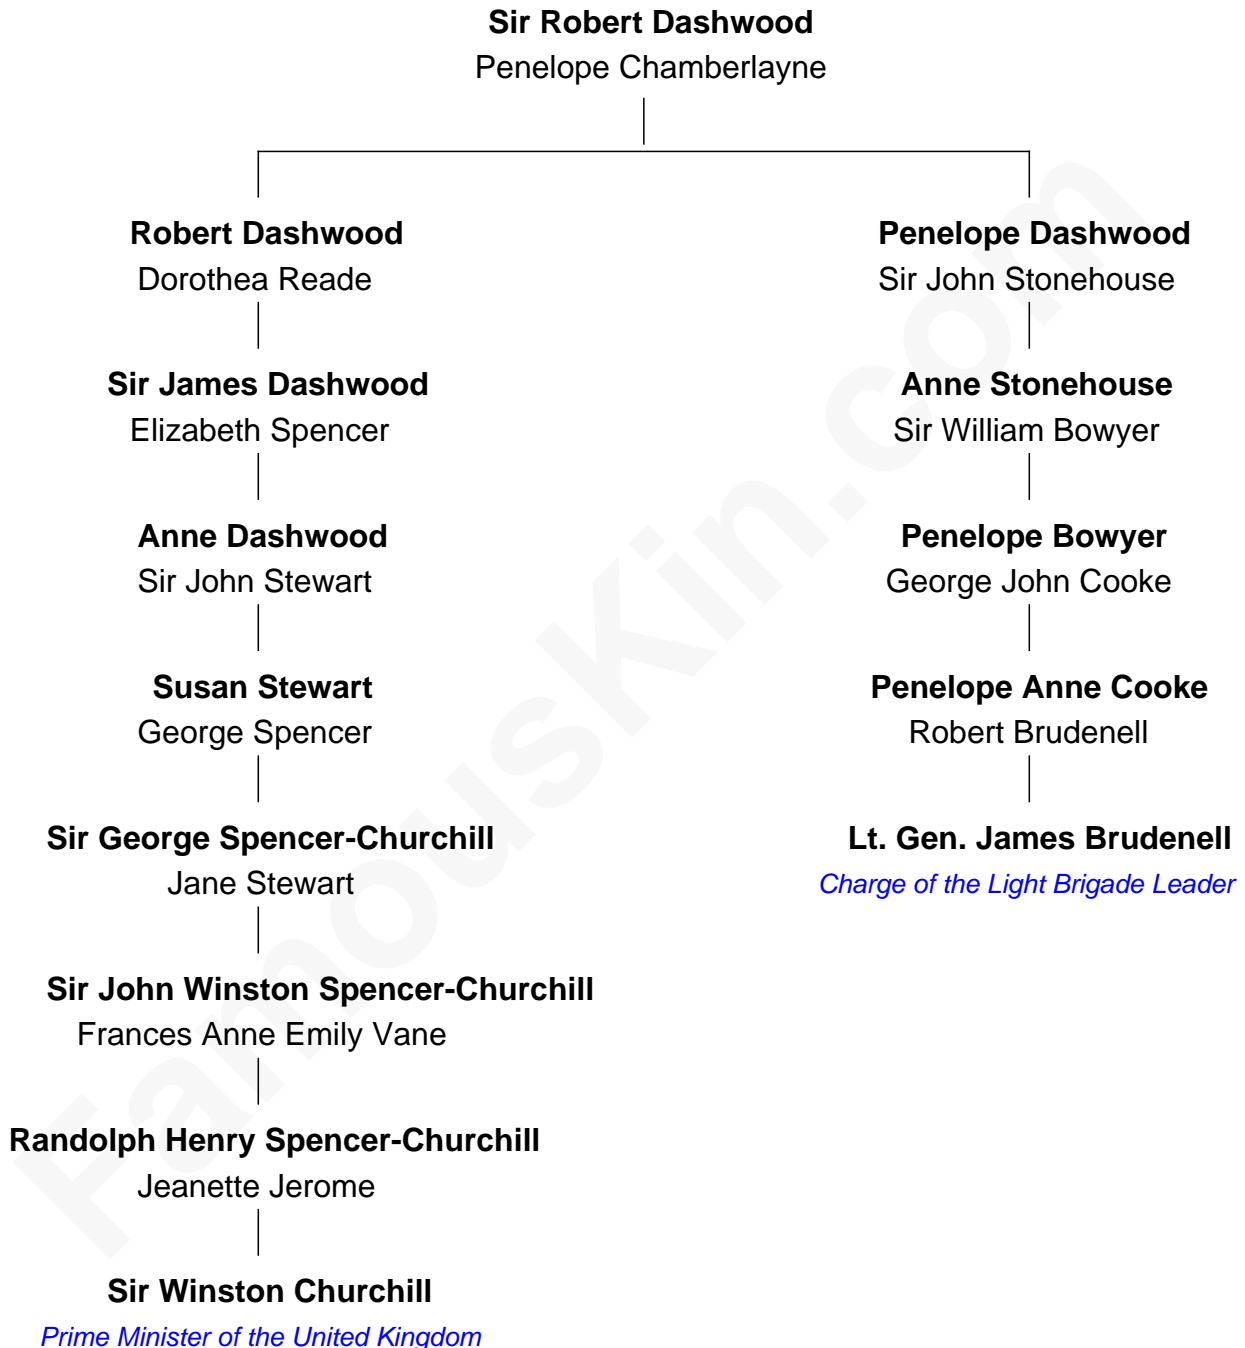 Sir Robert Dashwood
Penelope Chamberlayne
Robert Dashwood
Dorothea Reade
Penelope Dashwood
Sir John Stonehouse
Sir James Dashwood
Elizabeth Spencer
Anne Stonehouse
Sir William Bowyer
Anne Dashwood
Sir John Stewart
Penelope Bowyer
George John Cooke
Susan Stewart
George Spencer
Penelope Anne Cooke
Robert Brudenell
Sir George Spencer-Churchill
Jane Stewart
Lt. Gen. James Brudenell
Charge of the Light Brigade Leader
Sir John Winston Spencer-Churchill
Frances Anne Emily Vane
Randolph Henry Spencer-Churchill
Jeanette Jerome
Sir Winston Churchill
Prime Minister of the United Kingdom
FamousKin.com